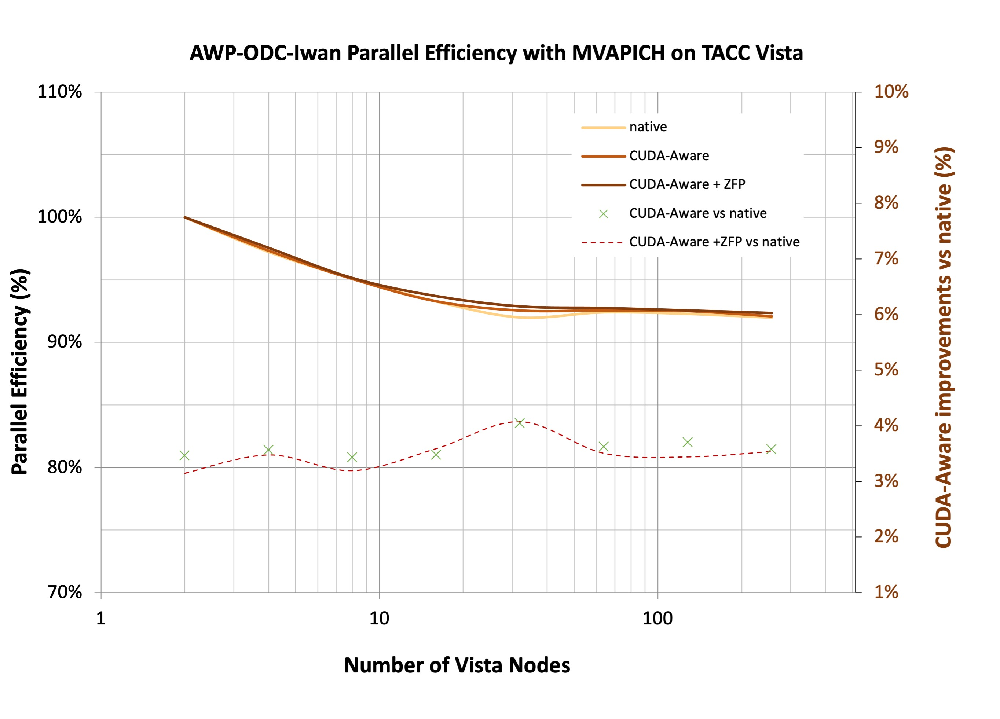 AWP-ODC-Iwan Parallel Efficiency with MVAPICH on TACC Vista
110%
100%
90%
80%
70%
Parallel Efficiency (%)
native
CUDA-Aware
CUDA-Aware + ZFP
CUDA-Aware vs native
CUDA-Aware +ZFP vs native
10%
9%
8%
7%
6%
5%
4%
3%
2%
1%
CUDA-Aware improvements vs native (%)
1
10
100
Number of Vista Nodes